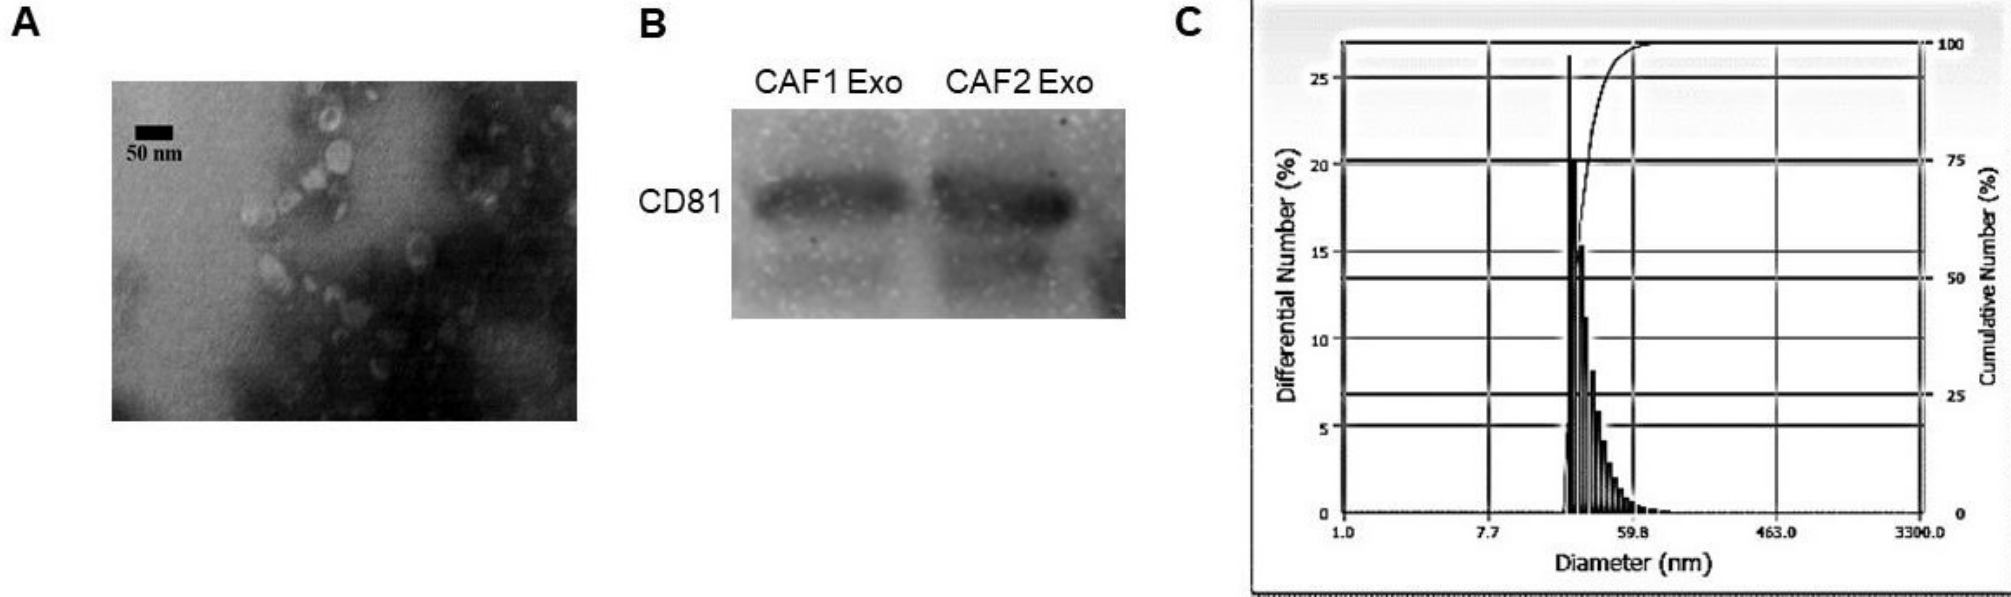 A
50 nm
B
CAF1 Exo CAF2 Exo
CD81
C
Differential Number (%)
25
20
15
10
5
0
100
75
50
25
0
Cumulative Number (%)
1.0 7.7 59.8 463.0 3300.0
Diameter (nm)